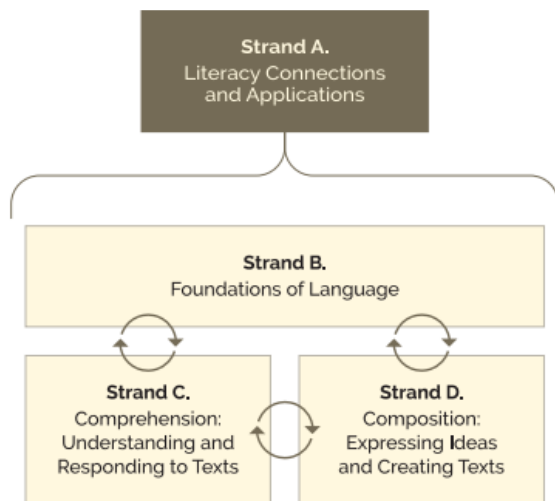 Strand A.
Literacy Connections
and Applications
Strand B.
Foundations of Language
Strand C.
Comprehension:
Understanding and
Responding to Texts
Strand D.
Composition:
Expressing Ideas
and Creating Texts